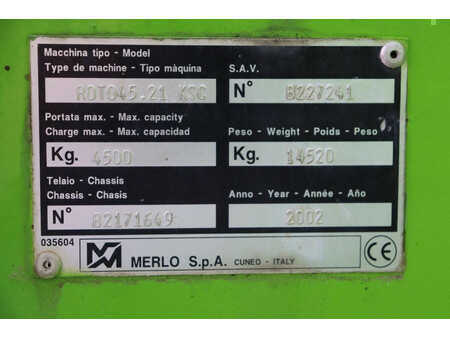 Macchina tipo - Model
Type de machine - Tipo màquina
ROTO45.21 KSC
S.A.V.
N° B227241
Portata max. - Max. capacity
Charge max. - Max. capacidad
Kg. 4500
Peso - Weight - Poids - Peso
Kg. 14520
Telaio - Chassis
Chassis - Chasis
N° B2171649
Anno - Year - Année - Año
2002
035604
MERLO S.p.A. CUNEO - ITALY
CE